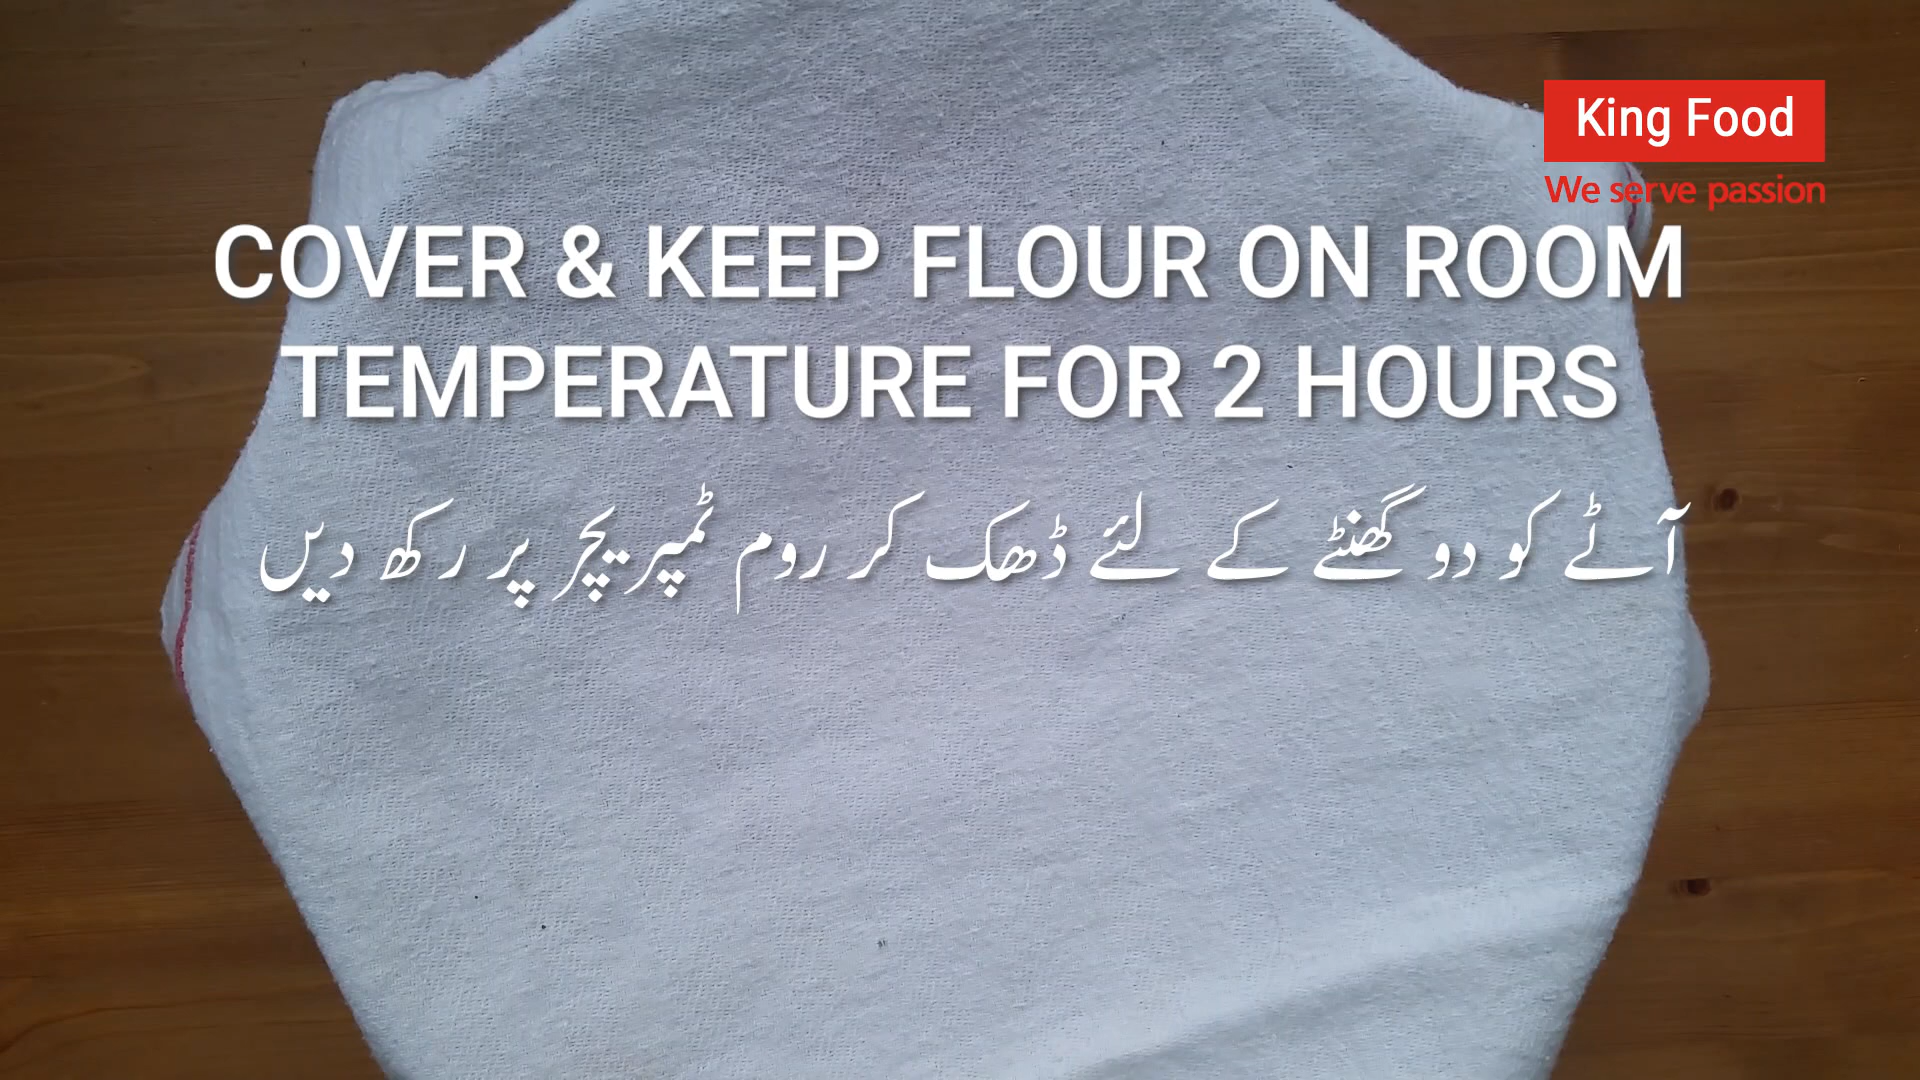 King Food
We serve passion
COVER & KEEP FLOUR ON ROOM
TEMPERATURE FOR 2 HOURS
آٹے کو دو گھنٹے کے لئے ڈھک کر روم ٹمپریچر پر رکھ دیں